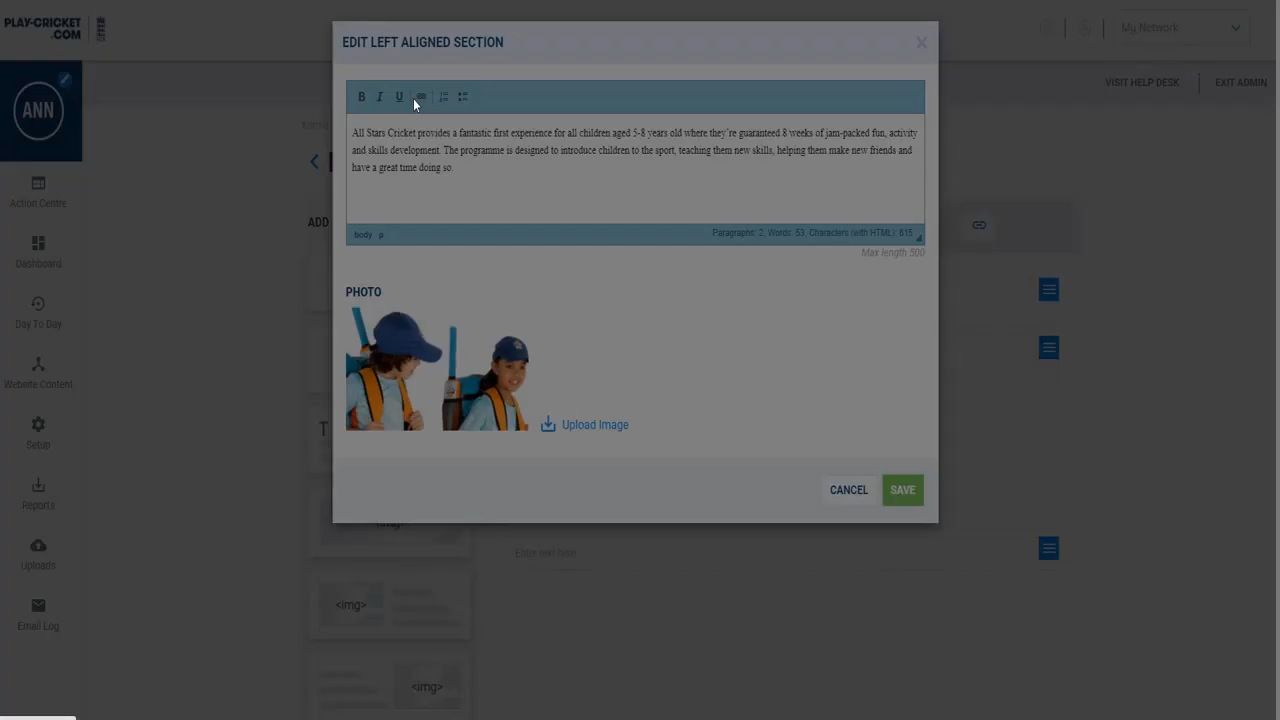 PLAY-CRICKET
.COM
My Network
VISIT HELP DESK
EXIT ADMIN
ANN
Action Centre
Dashboard
Day To Day
Website Content
Setup
Reports
Uploads
Email Log
Home
ADD
EDIT LEFT ALIGNED SECTION
B I U
All Stars Cricket provides a fantastic first experience for all children aged 5-8 years old where they're guaranteed 8 weeks of jam-packed fun, activity
and skills development. The programme is designed to introduce children to the sport, teaching them new skills, helping them make new friends and
have a great time doing so.
body p
Paragraphs: 2, Words: 53, Characters (with HTML): 615
Max length 500
PHOTO
Upload Image
CANCEL
SAVE
T
<img>
Enter text here
<img>
<img>